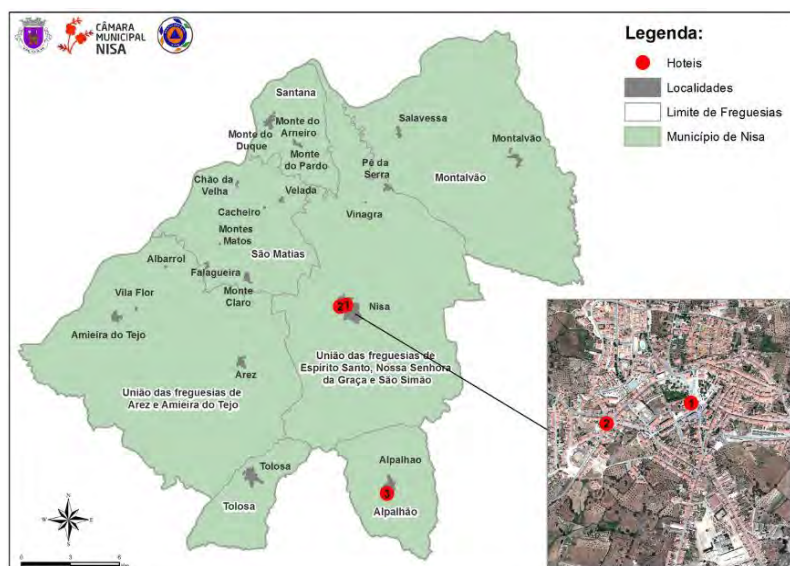 CÂMARA
MUNICIPAL
NISA
Legenda:
Hoteis
Localidades
Limite de Freguesias
Município de Nisa
Santana
Monte do
Arneiro
Monte do
Duque
Monte
do Pardo
Salavessa
Montalvão
Pé da
Serra
Montalvão
Chão da
Velha
Velada
Cacheiro
Vinagra
Montes
Matos
São Matias
Albarrol
Falagueira
Monte
Claro
Vila Flor
Amieira do Tejo
21
Nisa
Arez
União das freguesias de
Espírito Santo, Nossa Senhora
da Graça e São Simão
União das freguesias de
Arez e Amieira do Tejo
1
2
Tolosa
Tolosa
Alpalhao
3
Alpalhão
N
W
E
S
0
3
6